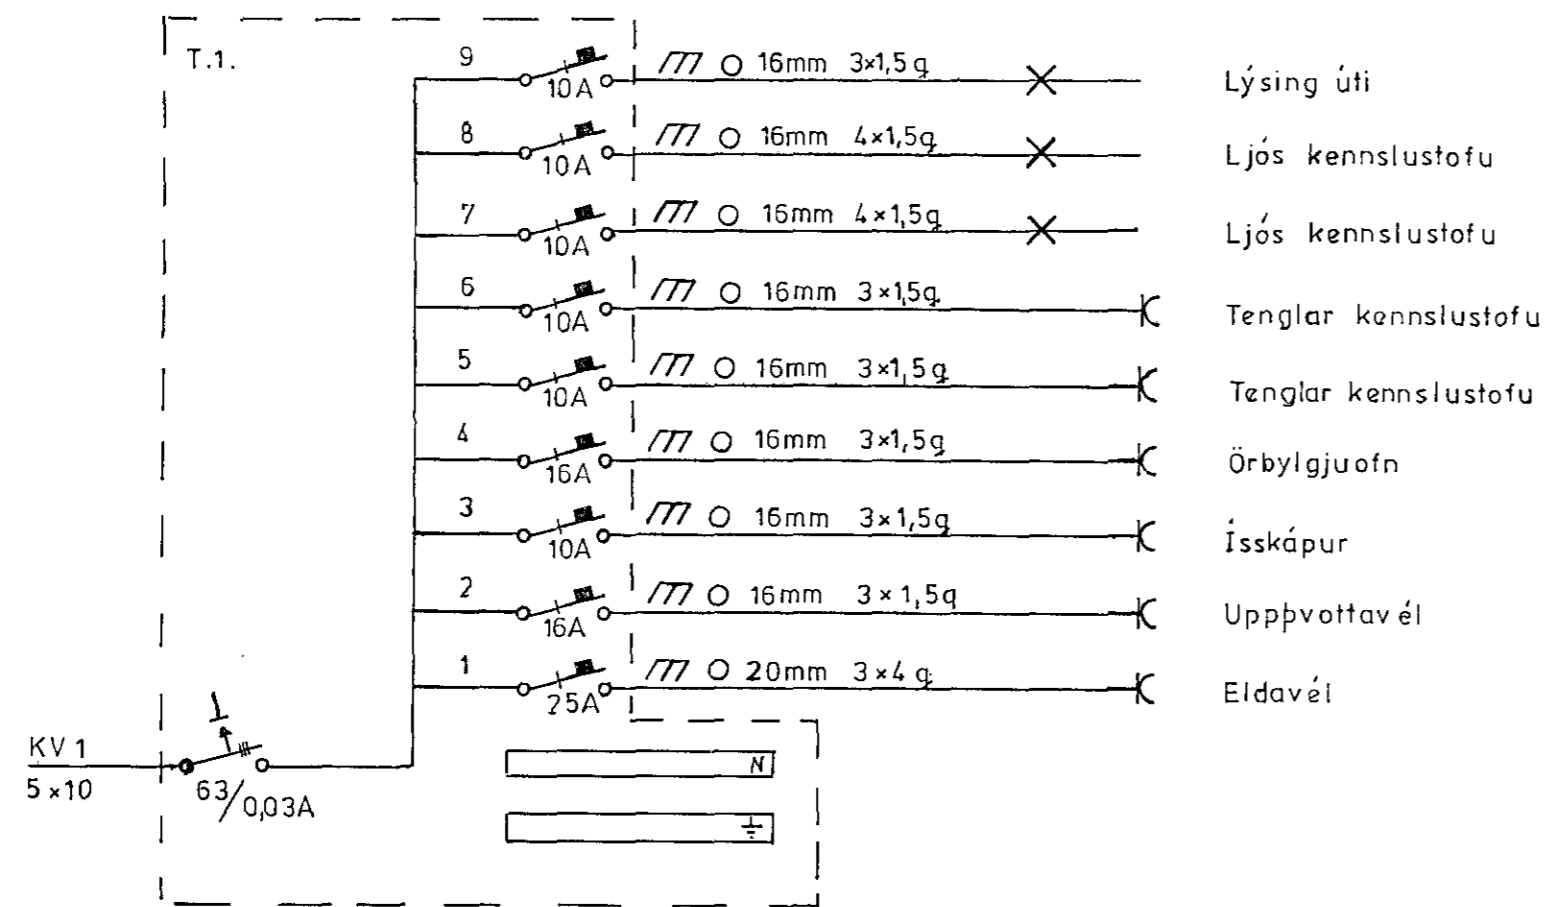 T.1.
9 10A 16mm 3×1,5q Lýsing úti
8 10A 16mm 4×1,5q Ljós kennslustofu
7 10A 16mm 4×1,5q Ljós kennslustofu
6 10A 16mm 3×1,5q Tenglar kennslustofu
5 10A 16mm 3×1,5q Tenglar kennslustofu
4 16A 16mm 3×1,5q Örbylgjuofn
3 10A 16mm 3×1,5q Ísskápur
2 16A 16mm 3×1,5q Uppþvottavél
1 25A 20mm 3×4q Eldavél
KV1
5×10
63/0,03A
N